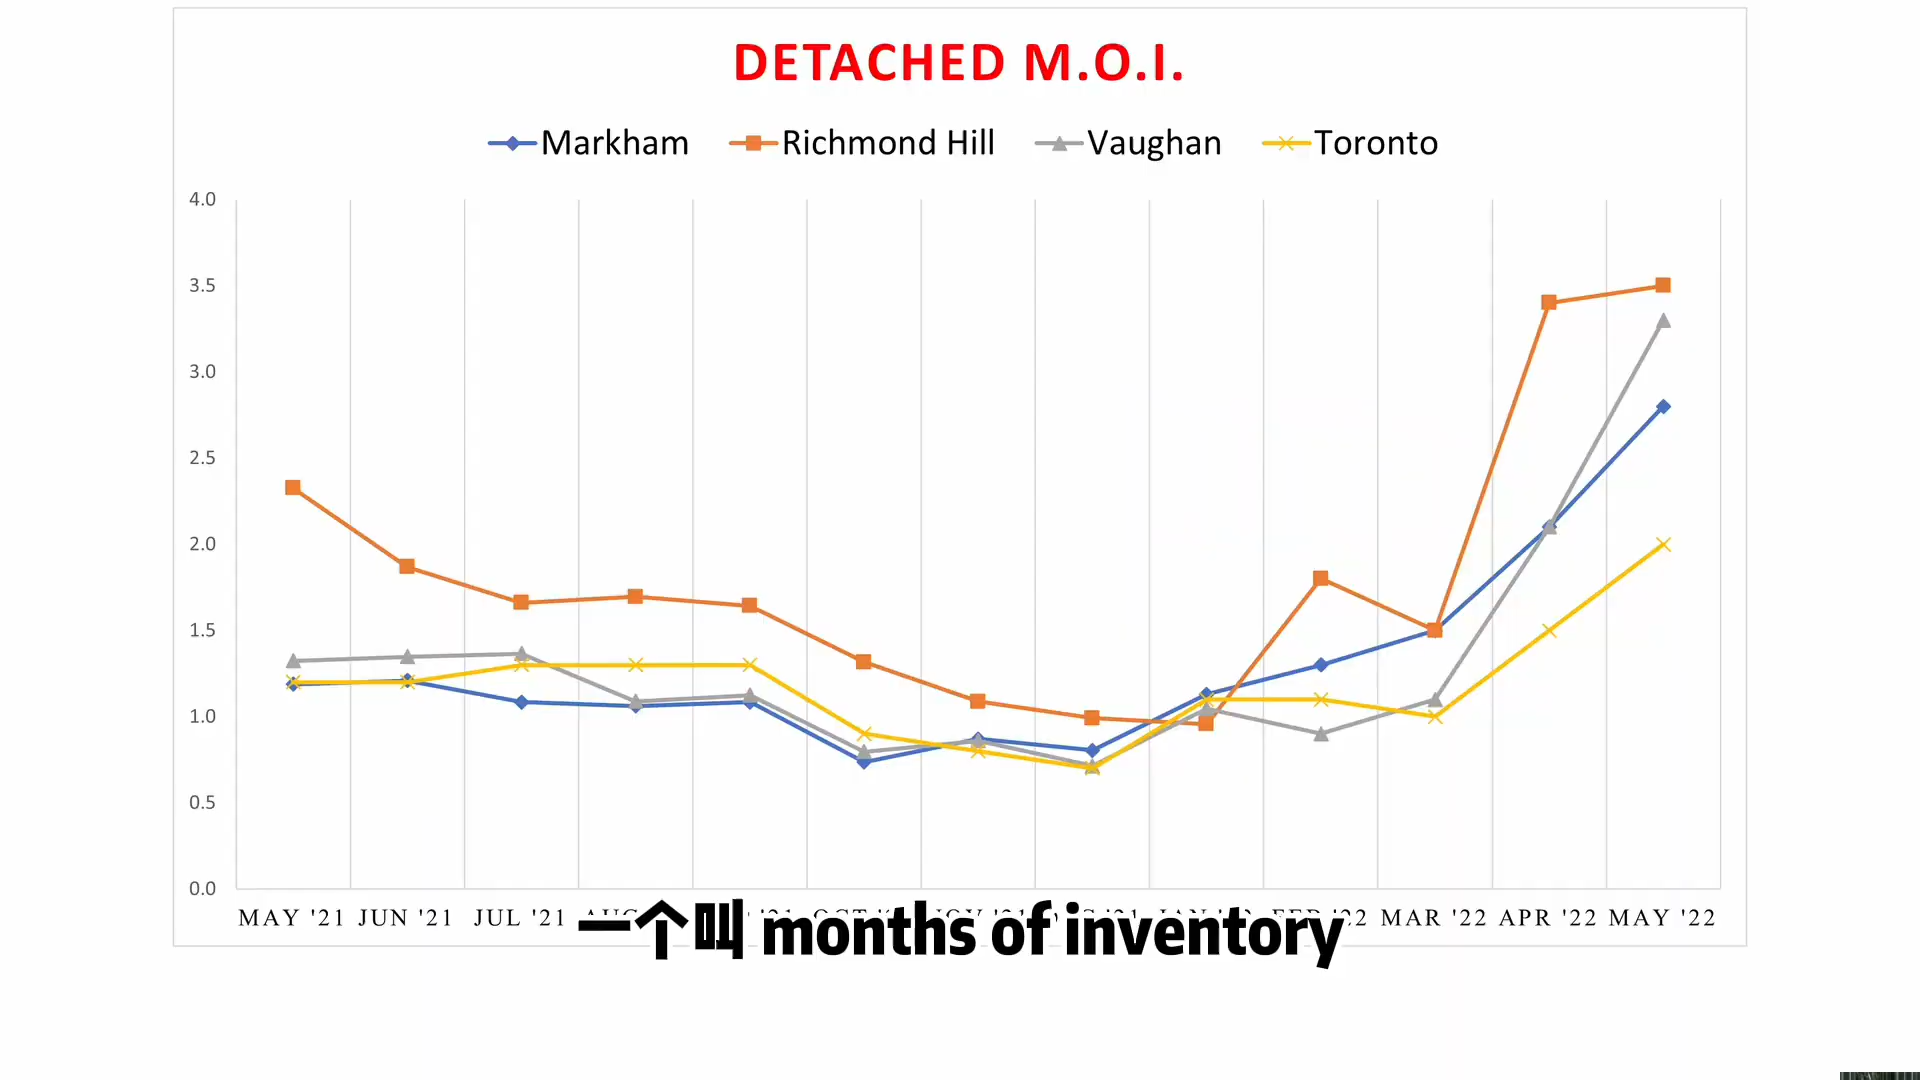 DETACHED M.O.I.
Markham Richmond Hill Vaughan Toronto
4.0
3.5
3.0
2.5
2.0
1.5
1.0
0.5
0.0
MAY '21 JUN '21 JUL '21 MAR '22 APR '22 MAY '22
一个叫 months of inventory